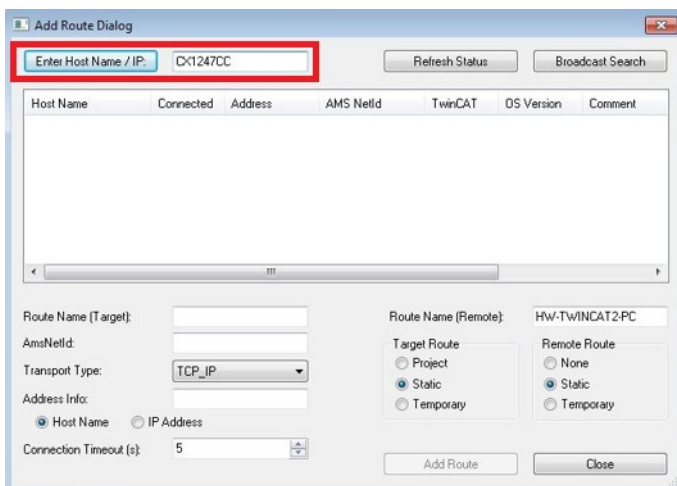 Add Route Dialog
Enter Host Name / IP: CX1247CC Refresh Status Broadcast Search
Host Name Connected Address AMS NetId TwinCAT OS Version Comment
Route Name (Target): Route Name (Remote): HW-TWINCAT2-PC
AmsNetId: Target Route Remote Route
Transport Type: TCP_IP Project None
Address Info: Static Static
Host Name IP Address Temporary Temporary
Connection Timeout (s): 5
Add Route Close